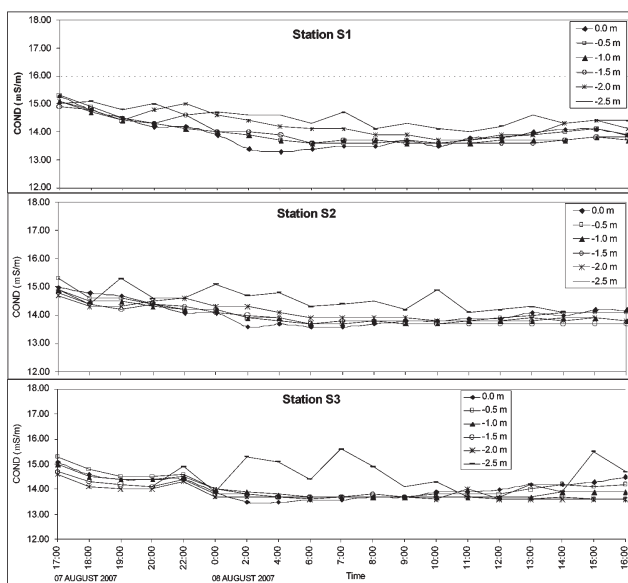 Station S1
COND (mS/m)
18.00
17.00
16.00
15.00
14.00
13.00
12.00
0.0 m
-0.5 m
-1.0 m
-1.5 m
-2.0 m
-2.5 m
Station S2
COND (mS/m)
18.00
17.00
16.00
15.00
14.00
13.00
12.00
0.0 m
-0.5 m
-1.0 m
-1.5 m
-2.0 m
-2.5 m
Station S3
COND (mS/m)
18.00
17.00
16.00
15.00
14.00
13.00
12.00
0.0 m
-0.5 m
-1.0 m
-1.5 m
-2.0 m
-2.5 m
17:00 18:00 19:00 20:00 22:00 0:00 2:00 4:00 6:00 7:00 8:00 9:00 10:00 11:00 12:00 13:00 14:00 15:00 16:00
07 AUGUST 2007 08 AUGUST 2007 Time